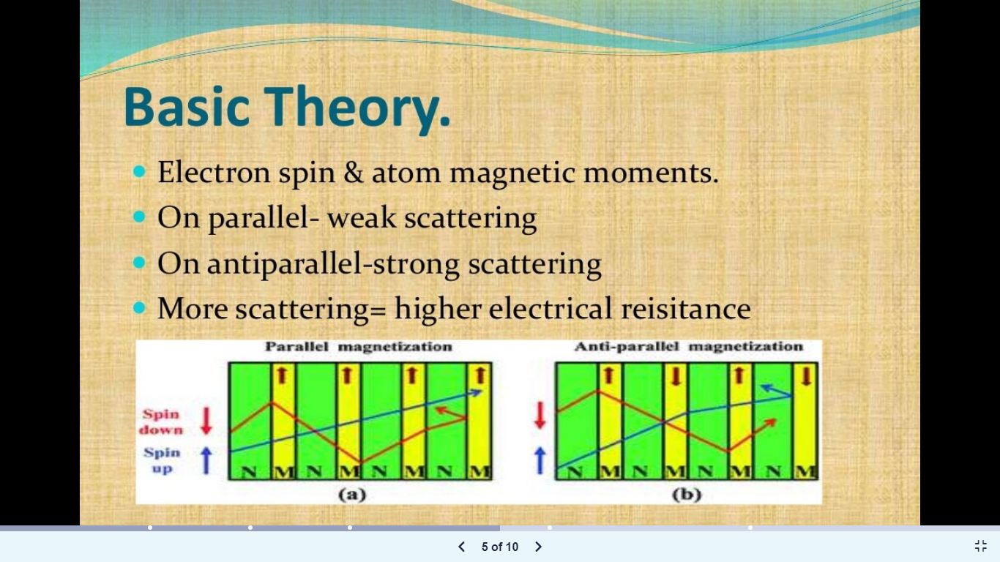 Basic Theory.
Electron spin & atom magnetic moments.
On parallel- weak scattering
On antiparallel-strong scattering
More scattering= higher electrical reisitance
Parallel magnetization
Anti-parallel magnetization
Spin down
Spin up
N M N M N M N M
N M N M N M N M
(a)
(b)
5 of 10